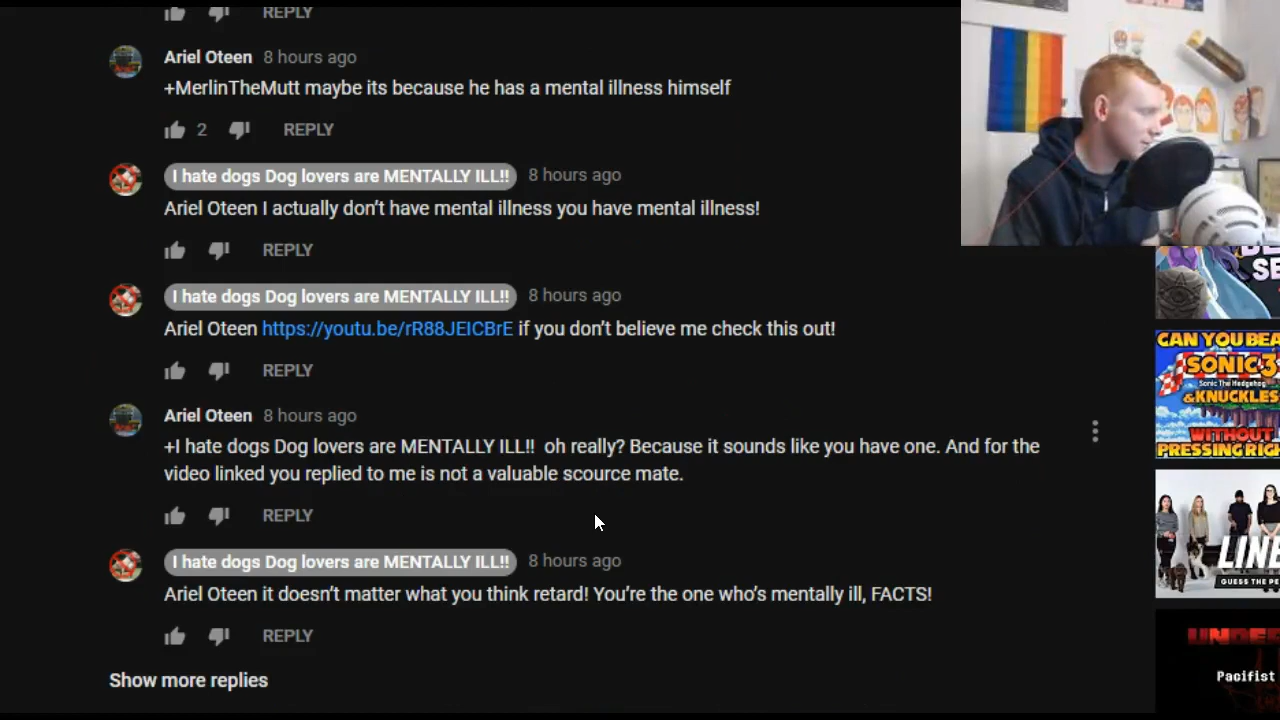 REPLY
Ariel Oteen 8 hours ago
+MerlinTheMutt maybe its because he has a mental illness himself
2 REPLY
I hate dogs Dog lovers are MENTALLY ILL!! 8 hours ago
Ariel Oteen I actually don't have mental illness you have mental illness!
REPLY
I hate dogs Dog lovers are MENTALLY ILL!! 8 hours ago
Ariel Oteen https://youtu.be/rR88JEICBrE if you don't believe me check this out!
REPLY
Ariel Oteen 8 hours ago
+I hate dogs Dog lovers are MENTALLY ILL!! oh really? Because it sounds like you have one. And for the
video linked you replied to me is not a valuable scource mate.
REPLY
I hate dogs Dog lovers are MENTALLY ILL!! 8 hours ago
Ariel Oteen it doesn't matter what you think retard! You're the one who's mentally ill, FACTS!
REPLY
Show more replies
SE
CAN YOU BEA
SONIC 3
Sonic The Hedgehog
& KNUCKLES
WITHOUT
PRESSING RIGH
LINE
GUESS THE PE
UNDER
Pacifist